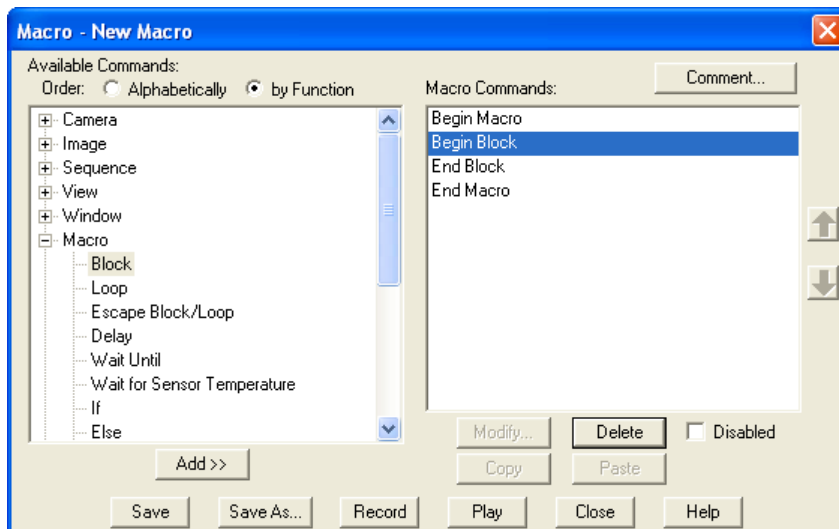 Macro - New Macro
Available Commands:
Order: Alphabetically by Function
Camera
Image
Sequence
View
Window
Macro
Block
Loop
Escape Block/Loop
Delay
Wait Until
Wait for Sensor Temperature
If
Else
Add >>
Comment...
Macro Commands:
Begin Macro
Begin Block
End Block
End Macro
Modify... Delete Disabled
Copy Paste
Save Save As... Record Play Close Help